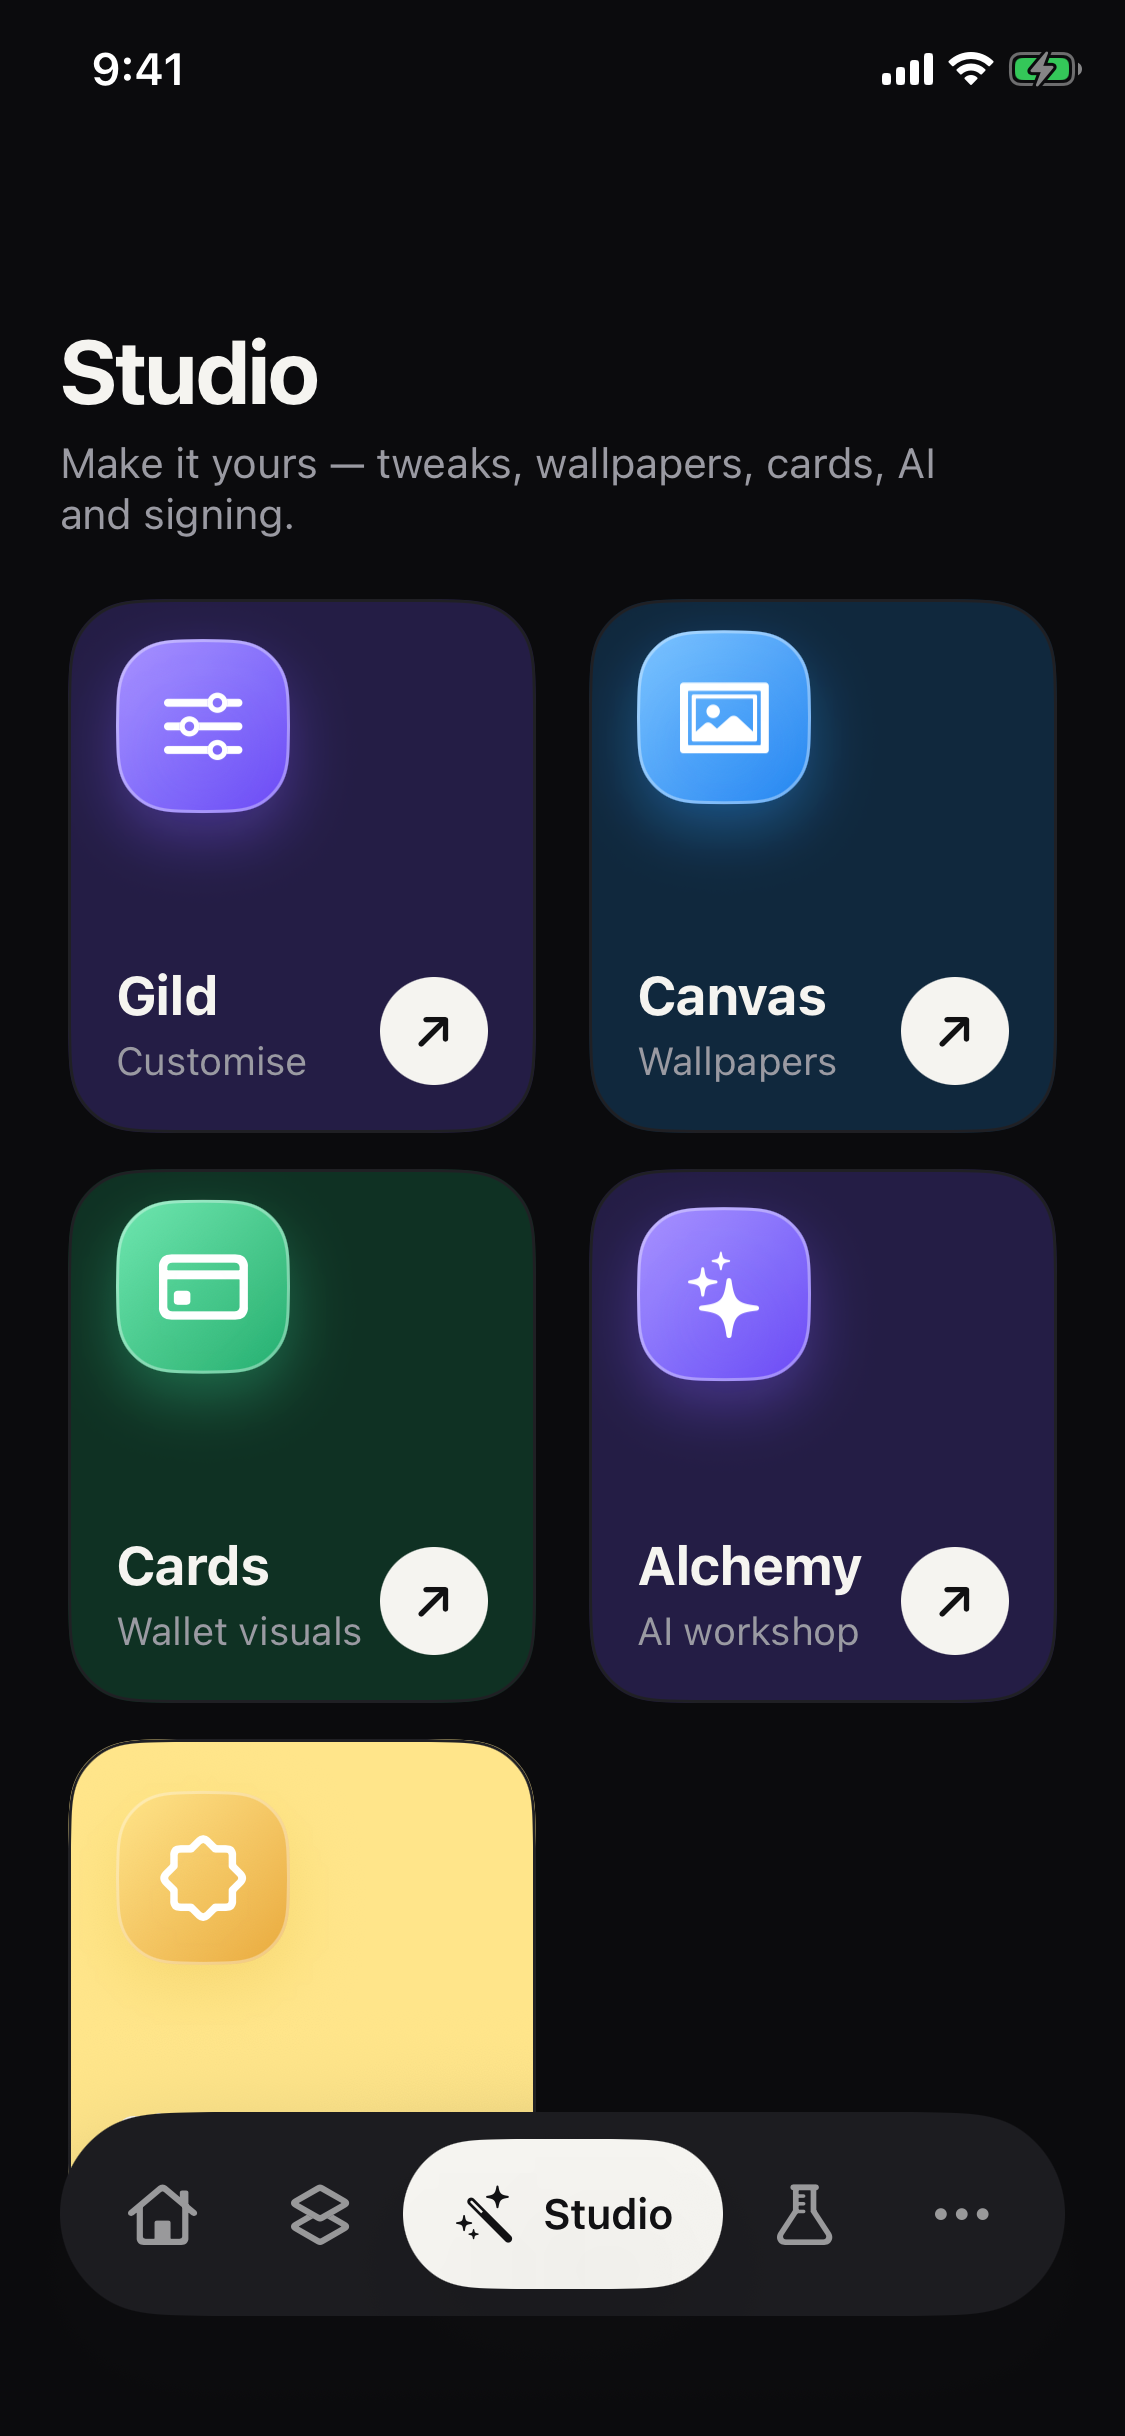 9:41
Studio
Make it yours — tweaks, wallpapers, cards, AI
and signing.
Gild
Customise
Canvas
Wallpapers
Cards
Wallet visuals
Alchemy
AI workshop
Studio